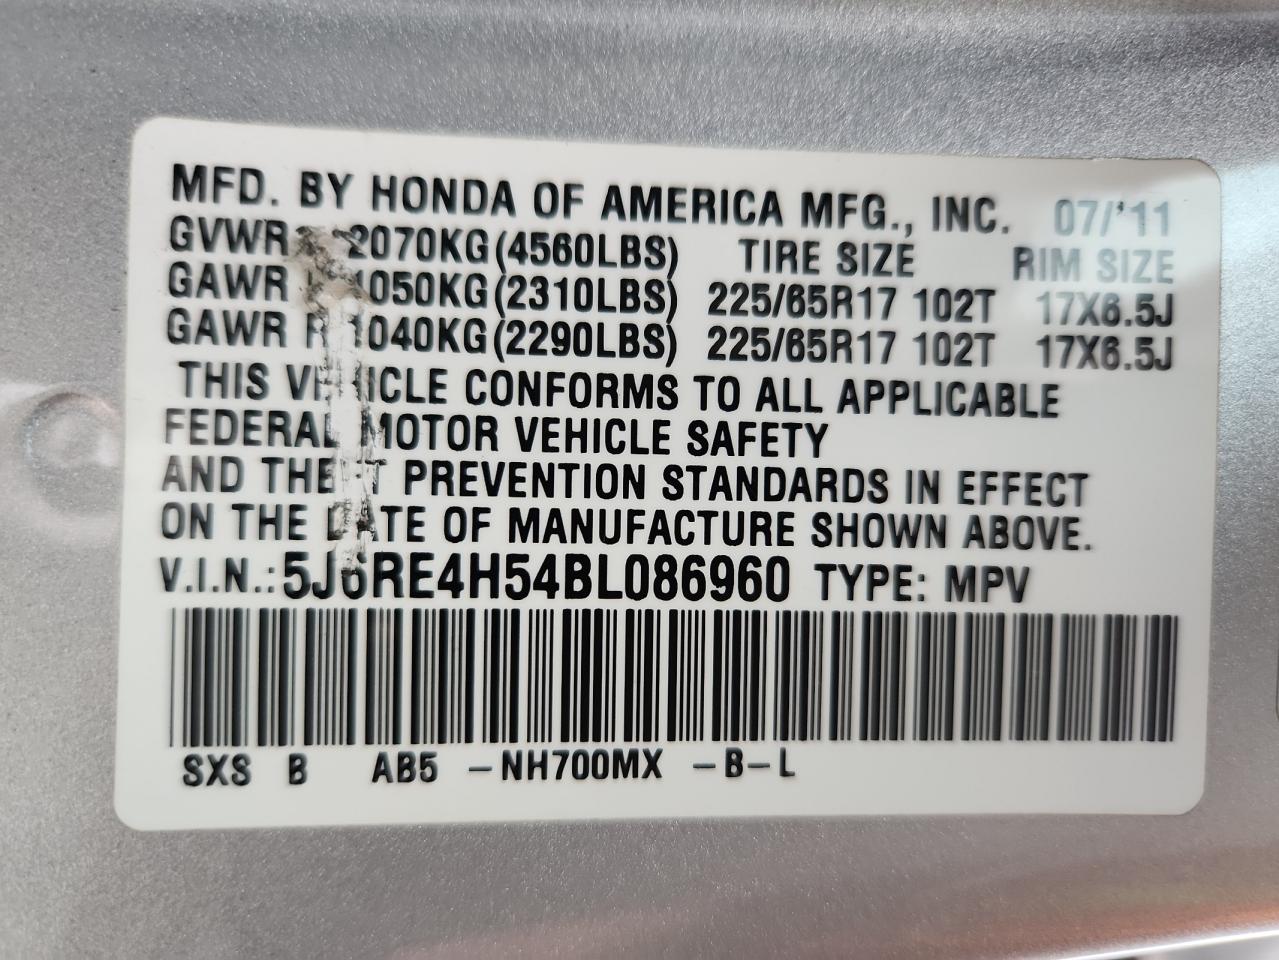 MFD. BY HONDA OF AMERICA MFG., INC. 07/'11
GVWR 2070KG(4560LBS) TIRE SIZE RIM SIZE
GAWR 1050KG(2310LBS) 225/65R17 102T 17X6.5J
GAWR R 1040KG(2290LBS) 225/65R17 102T 17X6.5J
THIS VEHICLE CONFORMS TO ALL APPLICABLE
FEDERAL MOTOR VEHICLE SAFETY
AND THEFT PREVENTION STANDARDS IN EFFECT
ON THE DATE OF MANUFACTURE SHOWN ABOVE.
V.I.N.: 5J6RE4H54BL086960 TYPE: MPV
SXS B AB5 -NH700MX -B-L